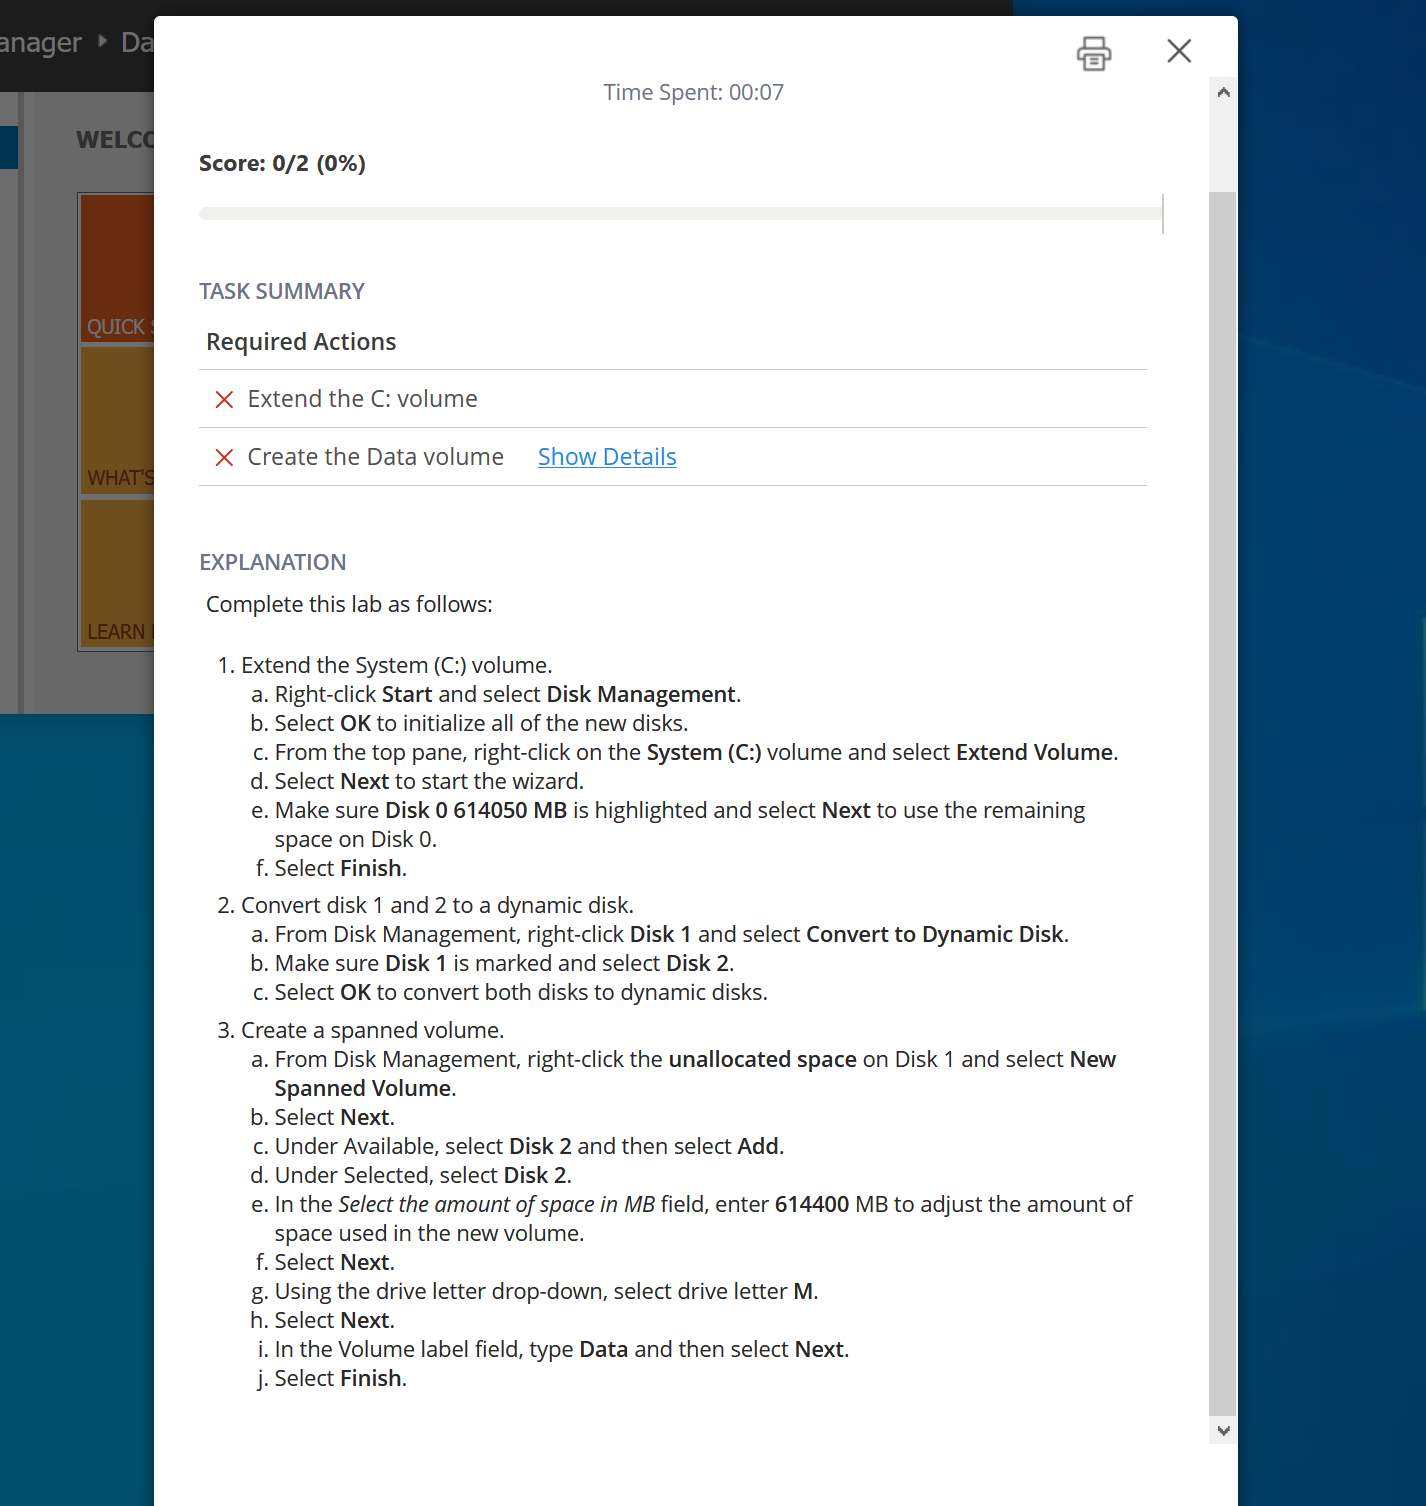 anager
Da
Time Spent: 00:07
WELCO
Score: 0/2 (0%)
QUICK S
TASK SUMMARY
Required Actions
Extend the C: volume
Create the Data volume Show Details
WHAT'S
EXPLANATION
Complete this lab as follows:
LEARN
1. Extend the System (C:) volume.
a. Right-click Start and select Disk Management.
b. Select OK to initialize all of the new disks.
c. From the top pane, right-click on the System (C:) volume and select Extend Volume.
d. Select Next to start the wizard.
e. Make sure Disk 0 614050 MB is highlighted and select Next to use the remaining
space on Disk 0.
f. Select Finish.
2. Convert disk 1 and 2 to a dynamic disk.
a. From Disk Management, right-click Disk 1 and select Convert to Dynamic Disk.
b. Make sure Disk 1 is marked and select Disk 2.
c. Select OK to convert both disks to dynamic disks.
3. Create a spanned volume.
a. From Disk Management, right-click the unallocated space on Disk 1 and select New
Spanned Volume.
b. Select Next.
c. Under Available, select Disk 2 and then select Add.
d. Under Selected, select Disk 2.
e. In the Select the amount of space in MB field, enter 614400 MB to adjust the amount of
space used in the new volume.
f. Select Next.
g. Using the drive letter drop-down, select drive letter M.
h. Select Next.
i. In the Volume label field, type Data and then select Next.
j. Select Finish.